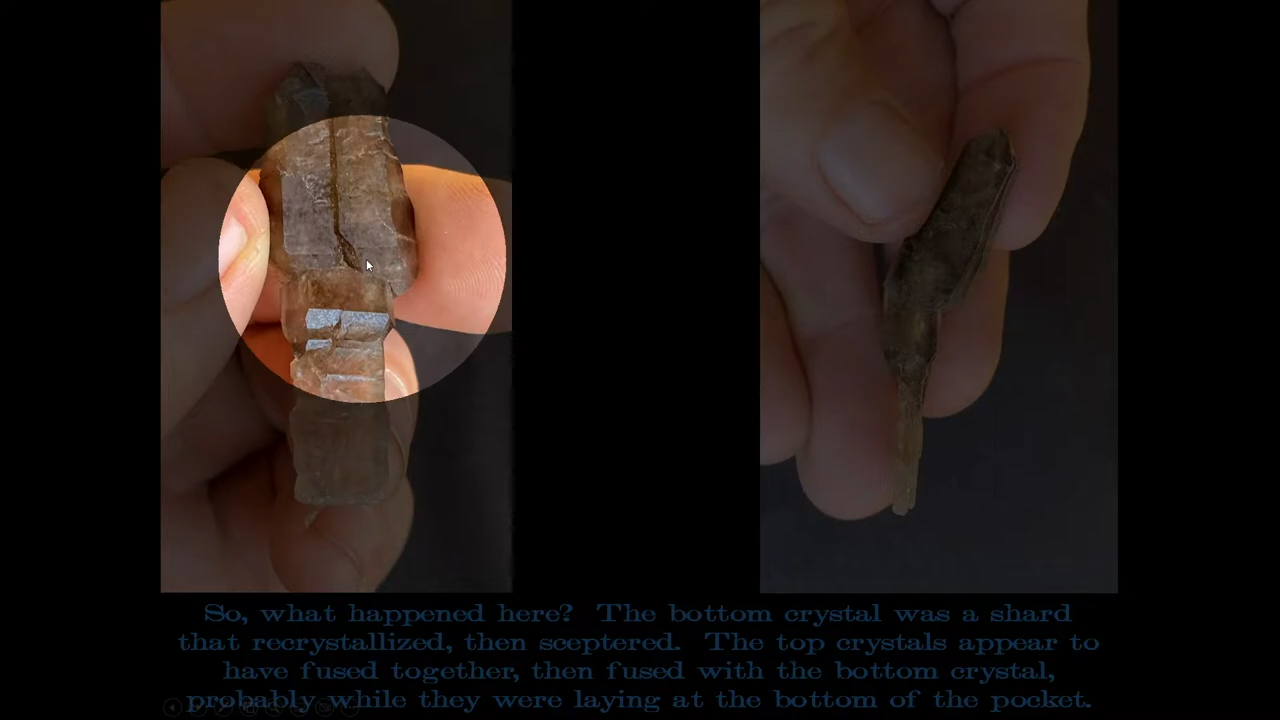 So, what happened here?  The bottom crystal was a shard
that recrystallized, then sceptered.  The top crystals appear to
have fused together, then fused with the bottom crystal,
probably while they were laying at the bottom of the pocket.